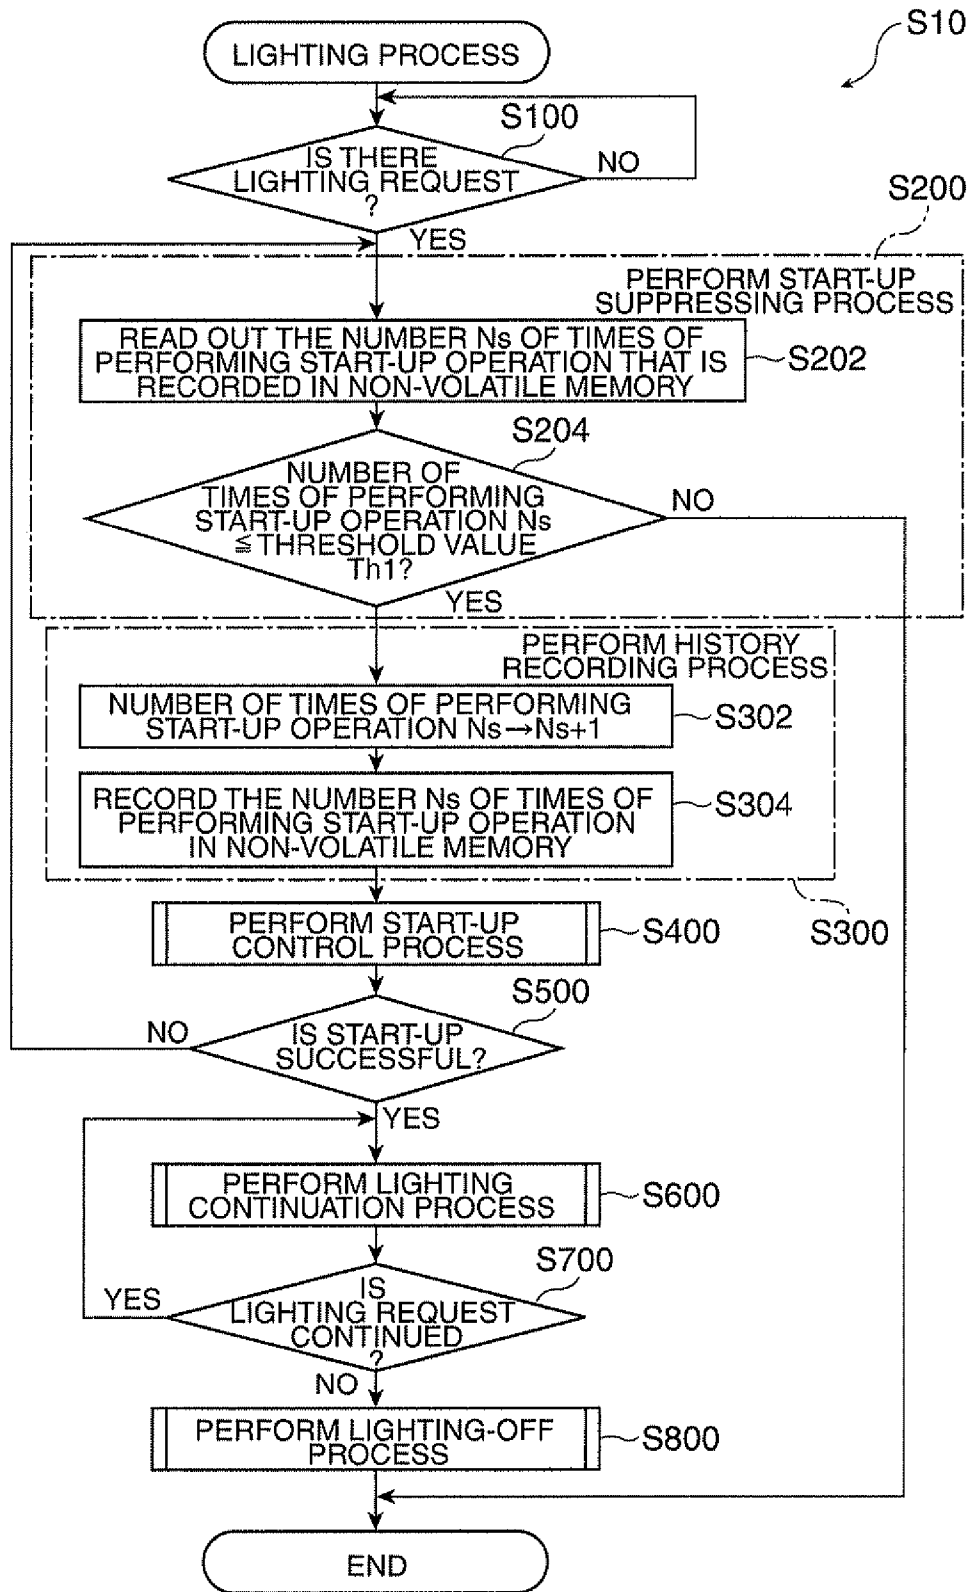 S10
LIGHTING PROCESS
S100
IS THERE
LIGHTING REQUEST
?
NO
YES
S200
PERFORM START-UP
SUPPRESSING PROCESS
READ OUT THE NUMBER Ns OF TIMES OF
PERFORMING START-UP OPERATION THAT IS
RECORDED IN NON-VOLATILE MEMORY
S202
S204
NUMBER OF
TIMES OF PERFORMING
START-UP OPERATION Ns
≦ THRESHOLD VALUE
Th1?
NO
YES
PERFORM HISTORY
RECORDING PROCESS
NUMBER OF TIMES OF PERFORMING
START-UP OPERATION Ns→Ns+1
S302
RECORD THE NUMBER Ns OF TIMES OF
PERFORMING START-UP OPERATION
IN NON-VOLATILE MEMORY
S304
S300
PERFORM START-UP
CONTROL PROCESS
S400
S500
IS START-UP
SUCCESSFUL?
NO
YES
PERFORM LIGHTING
CONTINUATION PROCESS
S600
S700
IS
LIGHTING REQUEST
CONTINUED
?
YES
NO
PERFORM LIGHTING-OFF
PROCESS
S800
END